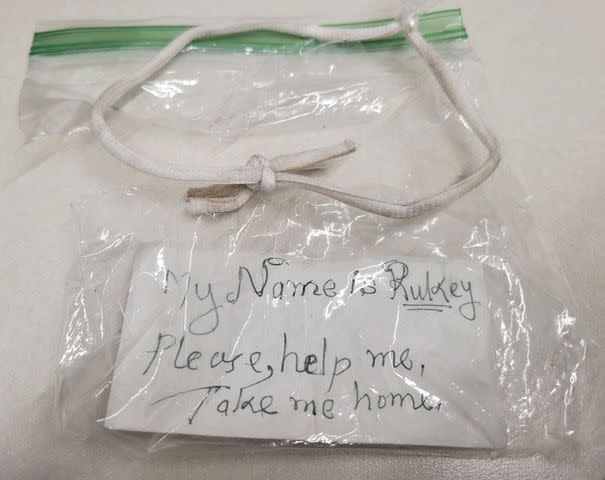 My Name is Rukey
Please, help me,
Take me home.